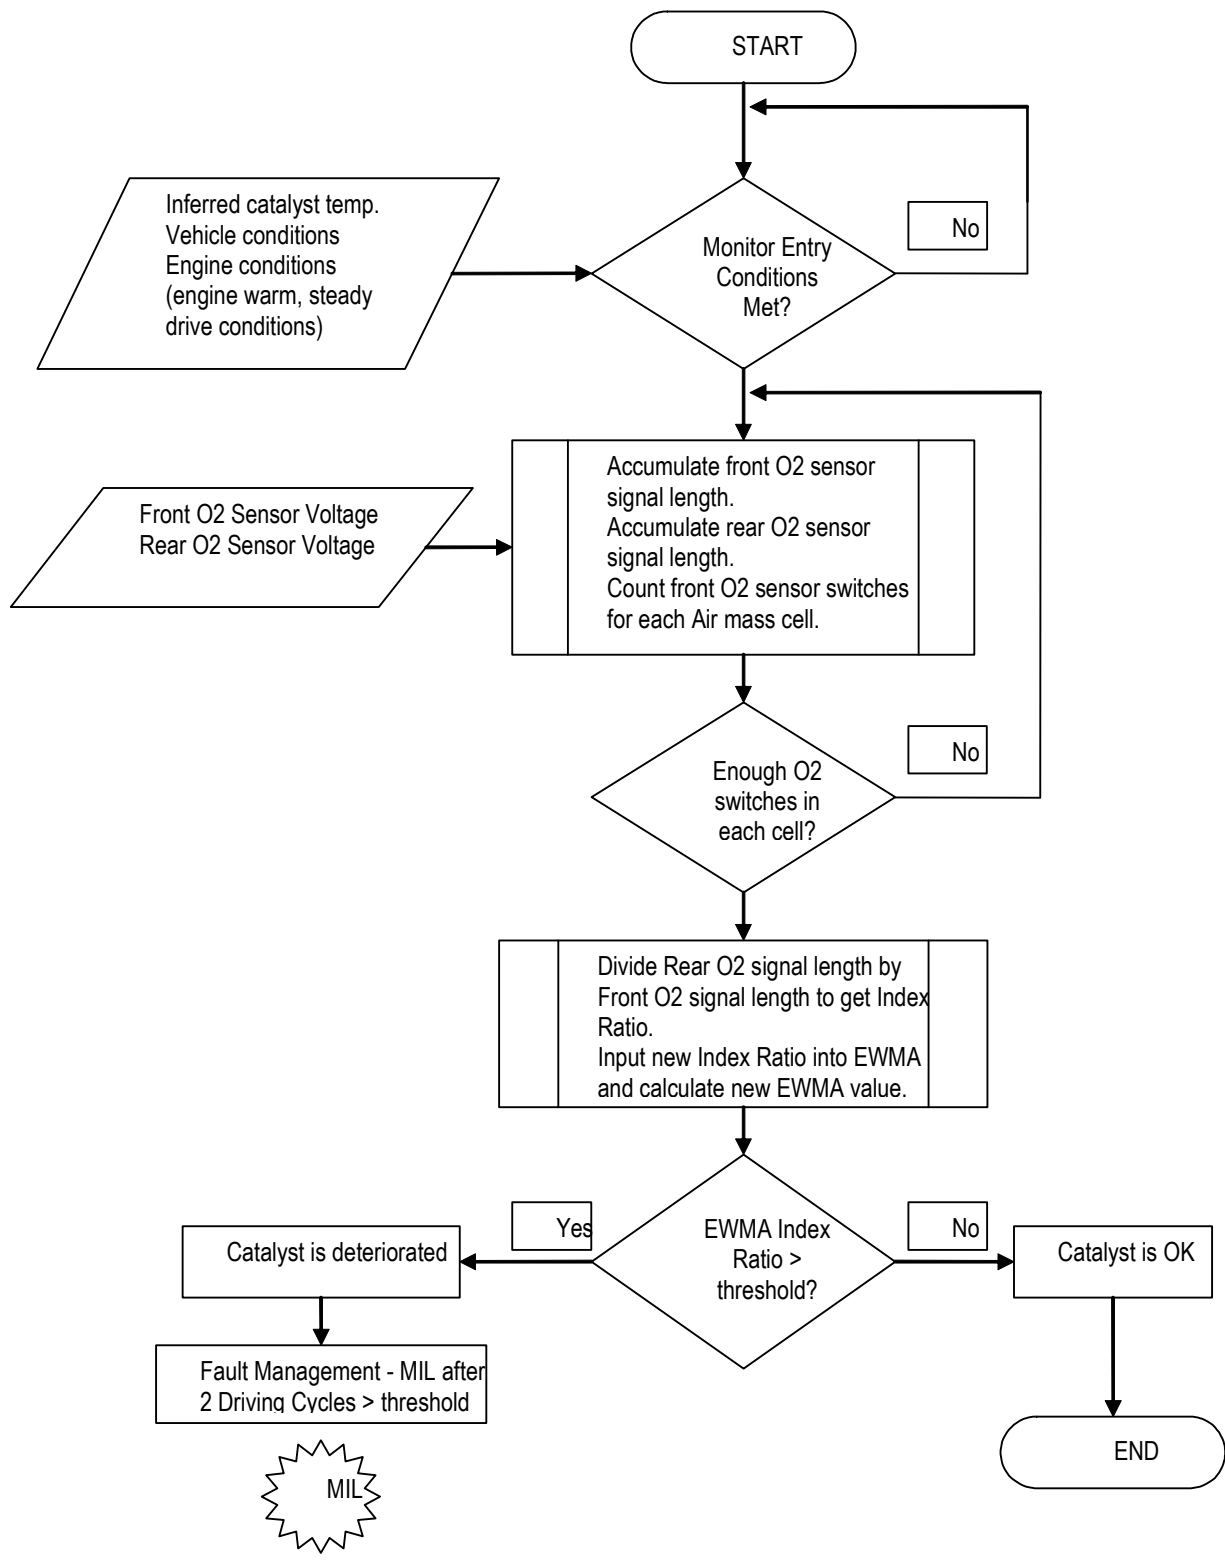 START
No
Inferred catalyst temp.
Vehicle conditions
Engine conditions
(engine warm, steady
drive conditions)
Monitor Entry
Conditions
Met?
Accumulate front O2 sensor
signal length.
Accumulate rear O2 sensor
signal length.
Count front O2 sensor switches
for each Air mass cell.
Front O2 Sensor Voltage
Rear O2 Sensor Voltage
No
Enough O2
switches in
each cell?
Divide Rear O2 signal length by
Front O2 signal length to get Index
Ratio.
Input new Index Ratio into EWMA
and calculate new EWMA value.
Yes
No
EWMA Index
Ratio >
threshold?
Catalyst is deteriorated
Catalyst is OK
Fault Management - MIL after
2 Driving Cycles > threshold
END
MIL